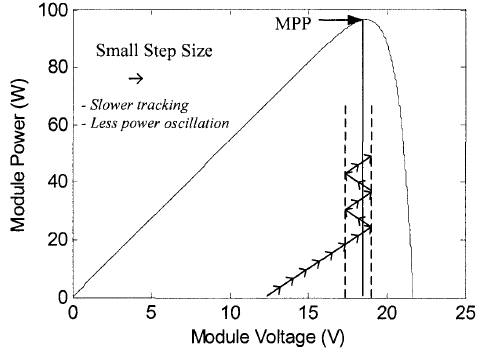 100
80
60
40
20
0
Module Power (W)
MPP
Small Step Size
- Slower tracking
- Less power oscillation
0
5
10
15
20
25
Module Voltage (V)